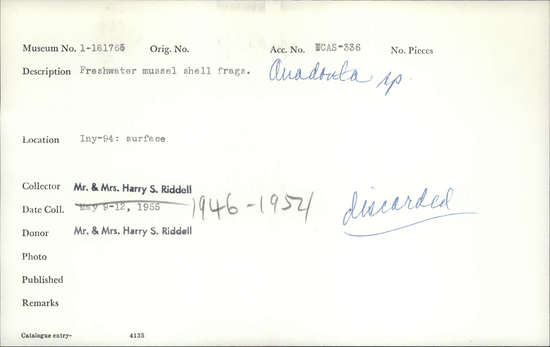 Museum No. 1-161765 Orig. No. Acc. No. UCAS-336 No. Pieces
Description Freshwater mussel shell frags. Anadonta sp.
Location Iny-94: surface
Collector Mr. & Mrs. Harry S. Riddell
Date Coll. May 9-12, 1955 1946-1952 discarded
Donor Mr. & Mrs. Harry S. Riddell
Photo
Published
Remarks
Catalogue entry- 4135